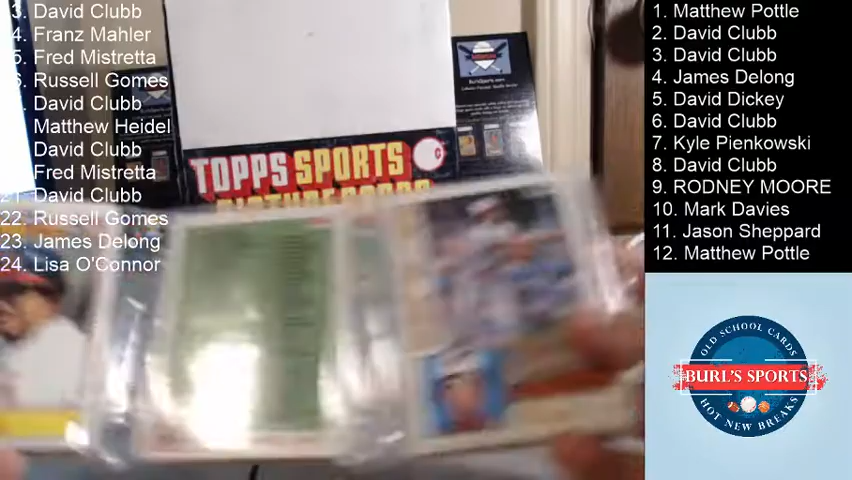 3. David Clubb
4. Franz Mahler
5. Fred Mistretta
6. Russell Gomes
David Clubb
Matthew Heidel
David Clubb
Fred Mistretta
21. David Clubb
22. Russell Gomes
23. James Delong
24. Lisa O'Connor
TOPPS SPORTS
BurlSports.com
1. Matthew Pottle
2. David Clubb
3. David Clubb
4. James Delong
5. David Dickey
6. David Clubb
7. Kyle Pienkowski
8. David Clubb
9. RODNEY MOORE
10. Mark Davies
11. Jason Sheppard
12. Matthew Pottle
OLD SCHOOL CARDS
BURL'S SPORTS
HOT NEW BREAKS